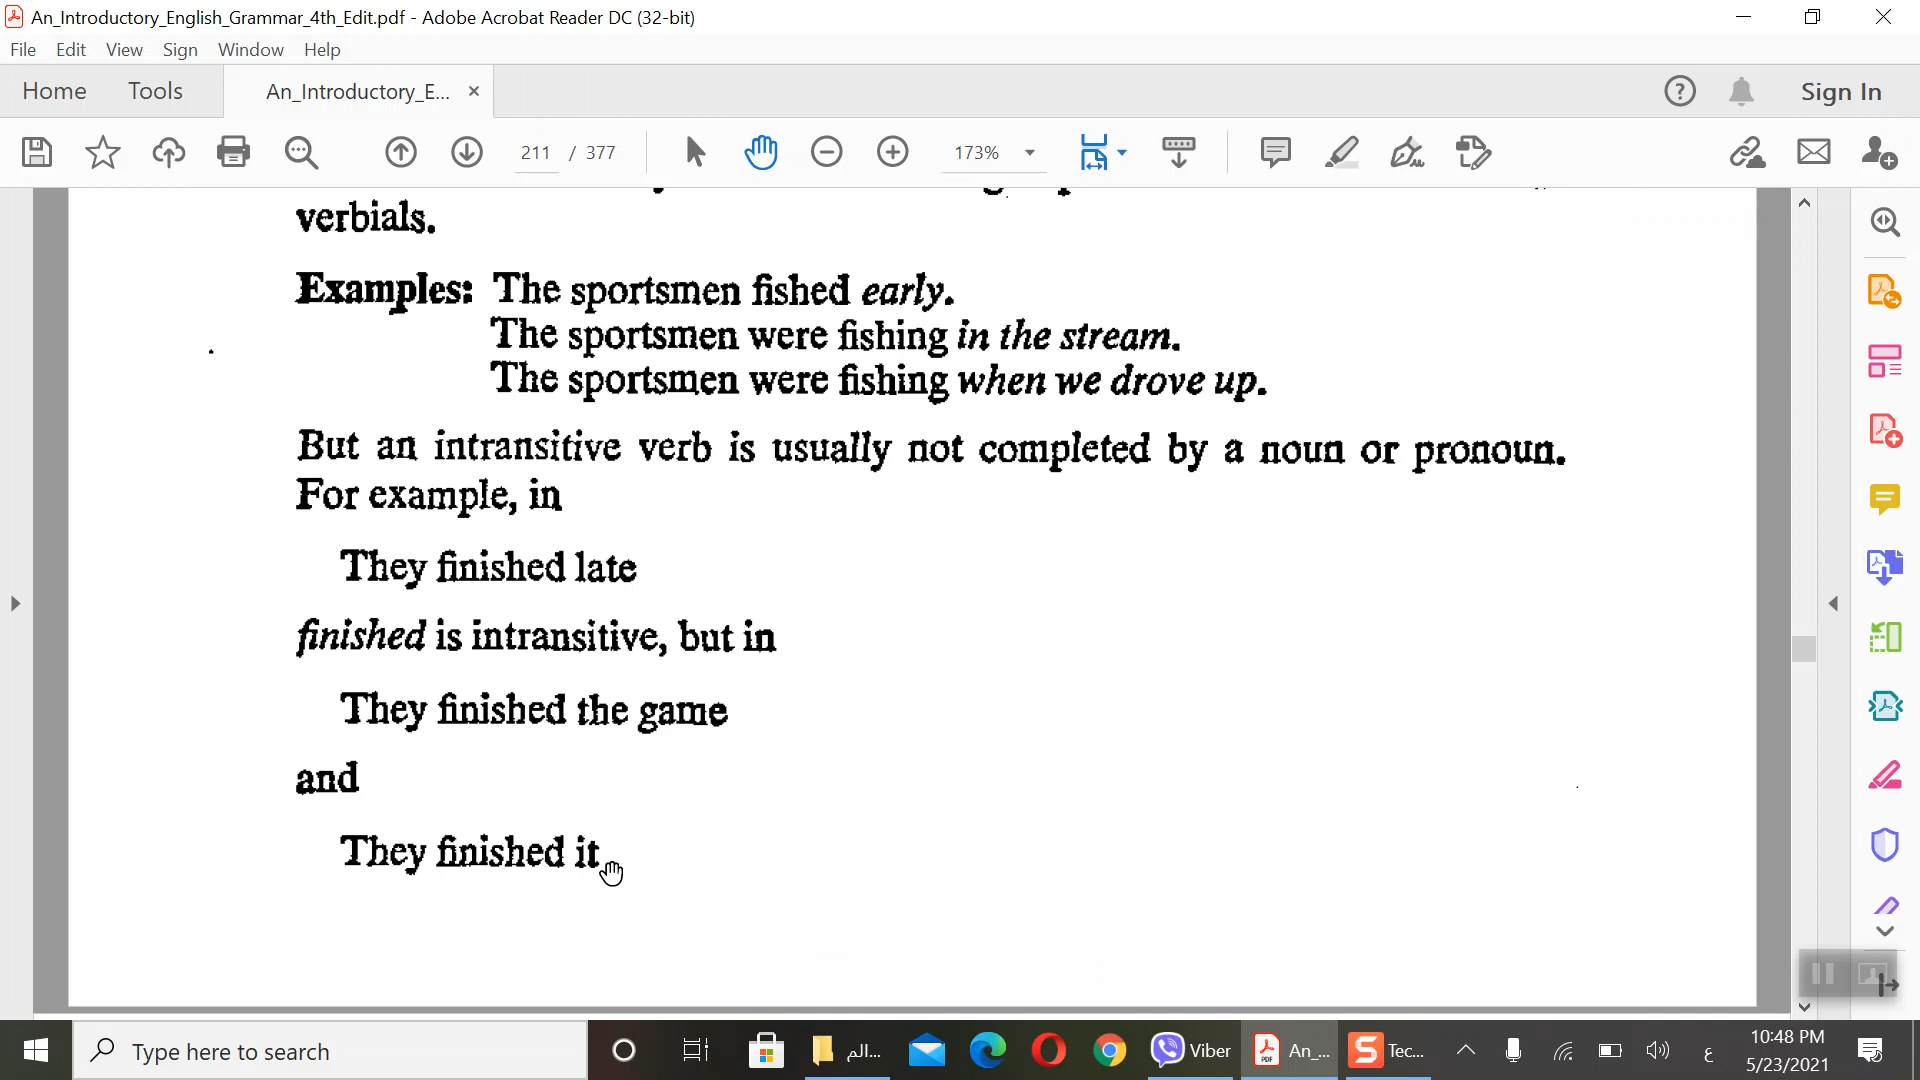 An_Introductory_English_Grammar_4th_Edit.pdf - Adobe Acrobat Reader DC (32-bit)
File Edit View Sign Window Help
Home Tools An_Introductory_E... × Sign In
211 / 377 173%
verbials.
Examples: The sportsmen fished early.
The sportsmen were fishing in the stream.
The sportsmen were fishing when we drove up.
But an intransitive verb is usually not completed by a noun or pronoun.
For example, in
They finished late
finished is intransitive, but in
They finished the game
and
They finished it
Type here to search
الم...
Viber
An_...
Tec...
ع
10:48 PM
5/23/2021